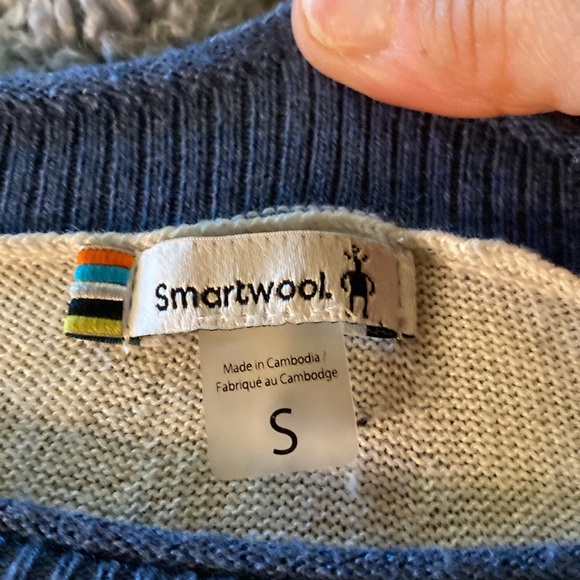 Smartwool.
Made in Cambodia /
Fabriqué au Cambodge
S